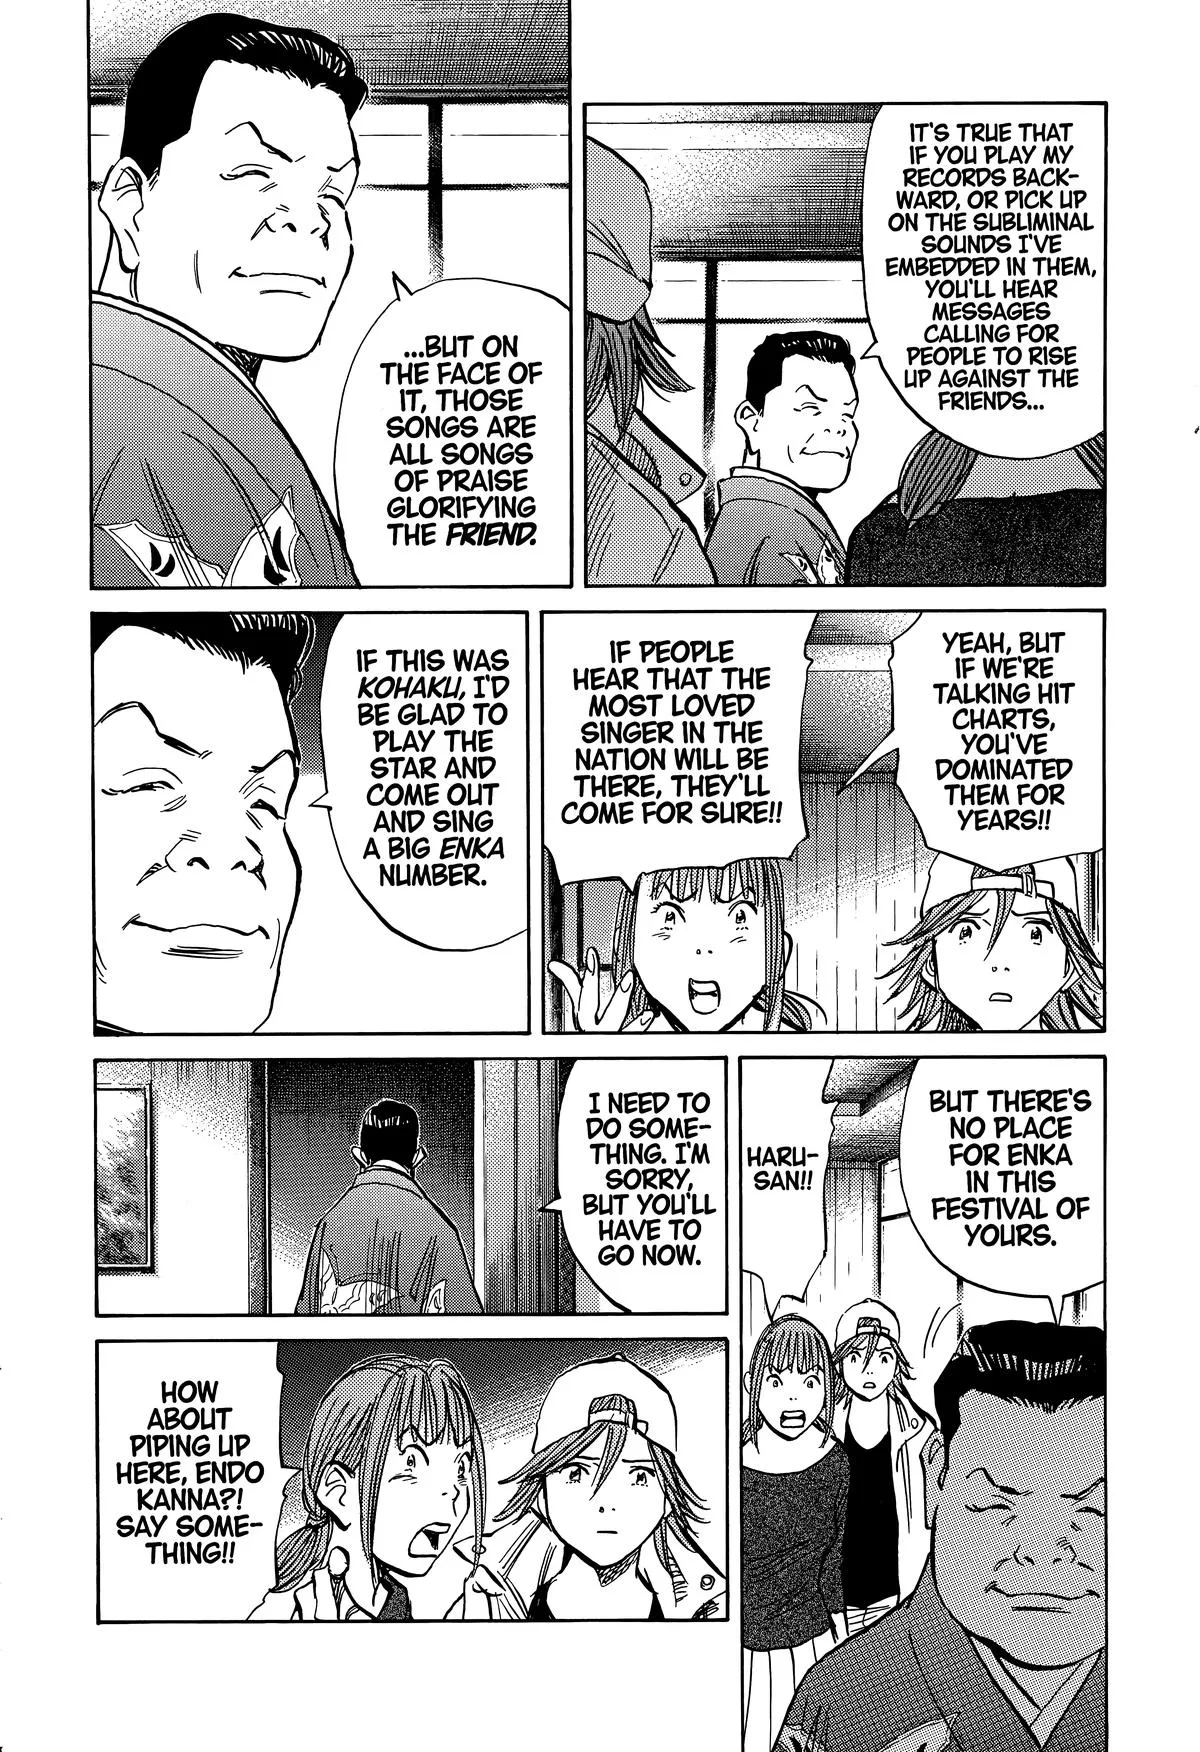 IT'S TRUE THAT
IF YOU PLAY MY
RECORDS BACK-
WARD, OR PICK UP
ON THE SUBLIMINAL
SOUNDS I'VE
EMBEDDED IN THEM,
YOU'LL HEAR
MESSAGES
CALLING FOR
PEOPLE TO RISE
UP AGAINST THE
FRIENDS...
...BUT ON
THE FACE OF
IT, THOSE
SONGS ARE
ALL SONGS
OF PRAISE
GLORIFYING
THE FRIEND.
YEAH, BUT
IF WE'RE
TALKING HIT
CHARTS,
YOU'VE
DOMINATED
THEM FOR
YEARS!!
IF PEOPLE
HEAR THAT THE
MOST LOVED
SINGER IN THE
NATION WILL BE
THERE, THEY'LL
COME FOR SURE!!
IF THIS WAS
KOHAKU, I'D
BE GLAD TO
PLAY THE
STAR AND
COME OUT
AND SING
A BIG ENKA
NUMBER.
BUT THERE'S
NO PLACE
FOR ENKA
IN THIS
FESTIVAL OF
YOURS.
HARU-
SAN!!
I NEED TO
DO SOME-
THING. I'M
SORRY,
BUT YOU'LL
HAVE TO
GO NOW.
HOW
ABOUT
PIPING UP
HERE, ENDO
KANNA?!
SAY SOME-
THING!!